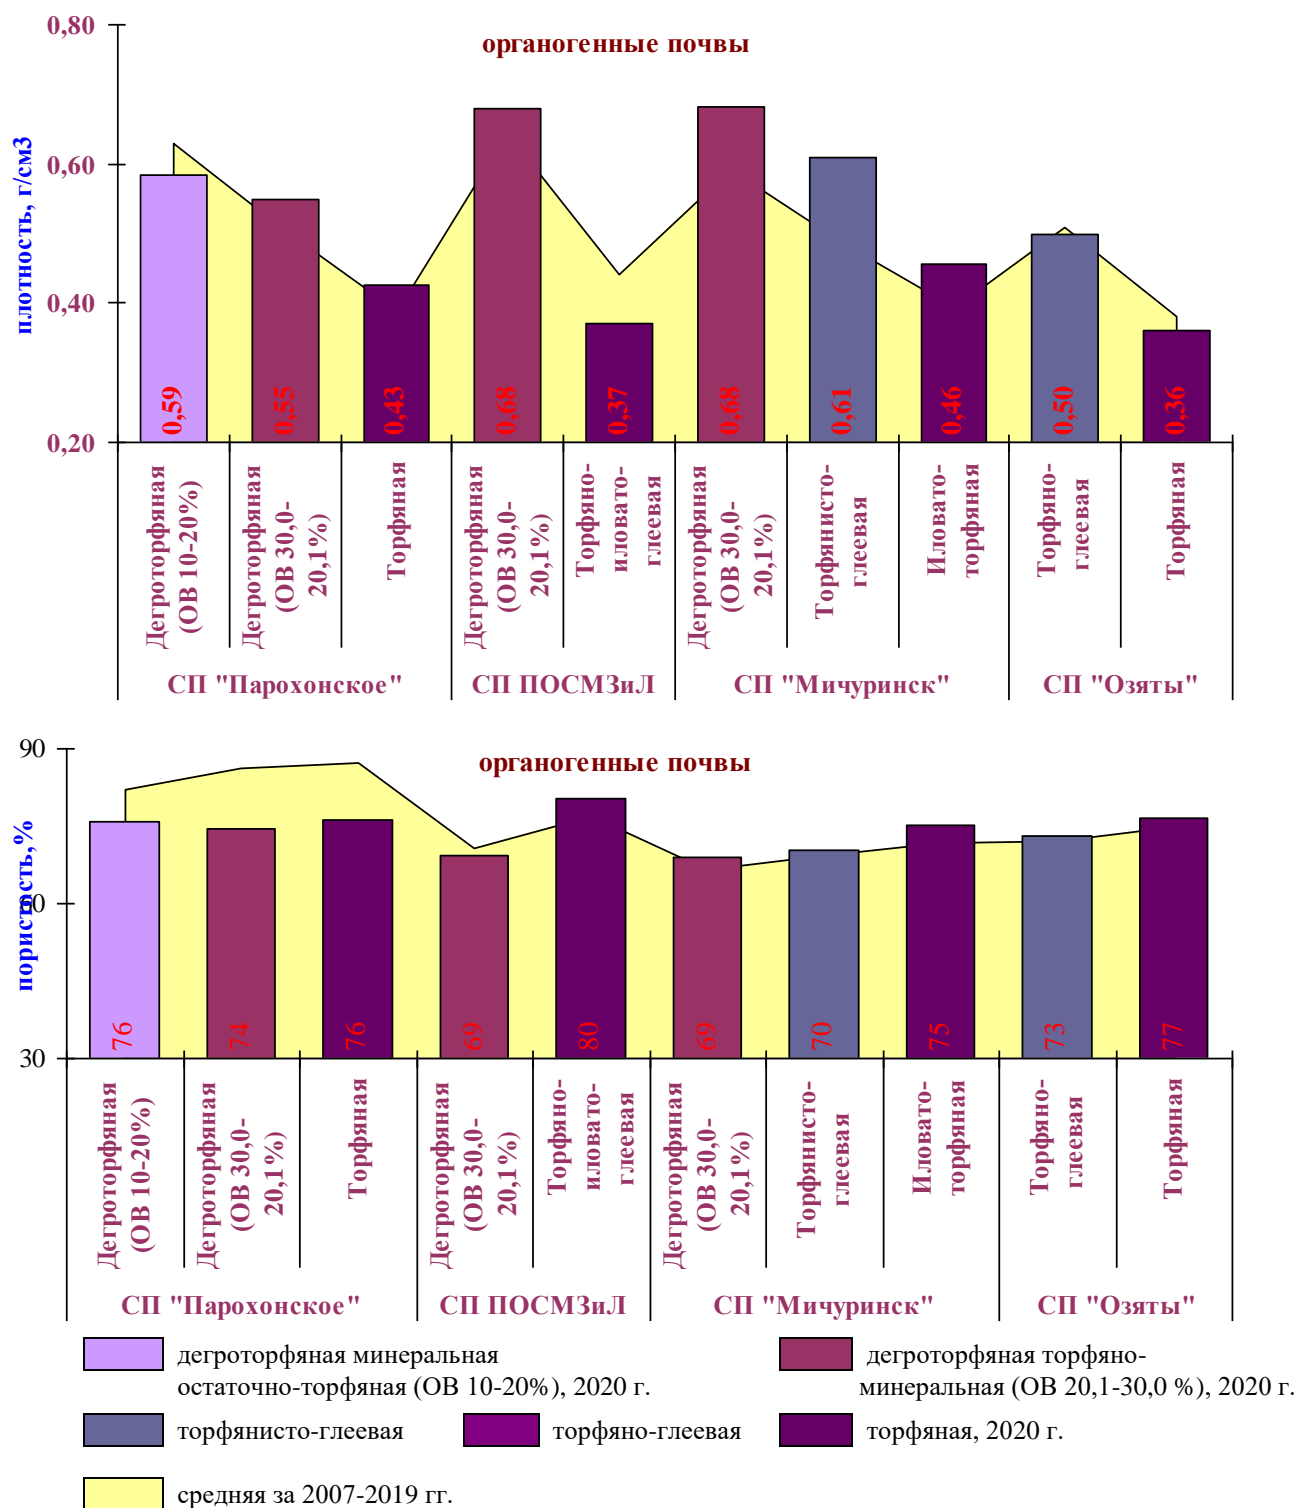 органогенные почвы
плотность, г/см3
0,80
0,60
0,40
0,20
0,59
0,55
0,43
0,68
0,37
0,68
0,61
0,46
0,50
0,36
Дегроторфяная
(ОВ 10-20%)
Дегроторфяная
(ОВ 30,0-
20,1%)
Торфяная
Дегроторфяная
(ОВ 30,0-
20,1%)
Торфяно-
иловато-
глеевая
Дегроторфяная
(ОВ 30,0-
20,1%)
Торфянисто-
глеевая
Иловато-
торфяная
Торфяно-
глеевая
Торфяная
СП "Парохонское"
СП ПОСМЗиЛ
СП "Мичуринск"
СП "Озяты"
органогенные почвы
пористость,%
90
60
30
76
74
76
69
80
69
70
75
73
77
Дегроторфяная
(ОВ 10-20%)
Дегроторфяная
(ОВ 30,0-
20,1%)
Торфяная
Дегроторфяная
(ОВ 30,0-
20,1%)
Торфяно-
иловато-
глеевая
Дегроторфяная
(ОВ 30,0-
20,1%)
Торфянисто-
глеевая
Иловато-
торфяная
Торфяно-
глеевая
Торфяная
СП "Парохонское"
СП ПОСМЗиЛ
СП "Мичуринск"
СП "Озяты"
дегроторфяная минеральная
остаточно-торфяная (ОВ 10-20%), 2020 г.
дегроторфяная торфяно-
минеральная (ОВ 20,1-30,0 %), 2020 г.
торфянисто-глеевая
торфяно-глеевая
торфяная, 2020 г.
средняя за 2007-2019 гг.